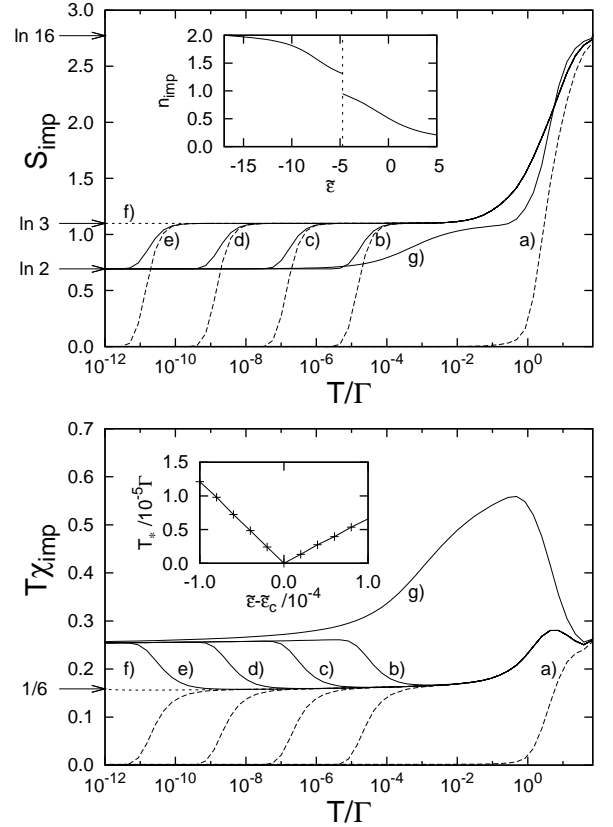 ln 16
ln 3
ln 2
3.0
2.5
2.0
1.5
1.0
0.5
0.0
S_imp
2.0
1.5
1.0
0.5
0.0
n_imp
-15 -10 -5 0 5
ε̃
f)
e) d) c) b) g) a)
10^-12 10^-10 10^-8 10^-6 10^-4 10^-2 10^0
T/Γ
0.7
0.6
0.5
0.4
0.3
0.2
0.1
0.0
1/6
Tχ_imp
1.5
1.0
0.5
0.0
T_* /10^-5Γ
-1.0 0.0 1.0
ε̃-ε̃_c /10^-4
g)
f) e) d) c) b) a)
10^-12 10^-10 10^-8 10^-6 10^-4 10^-2 10^0
T/Γ